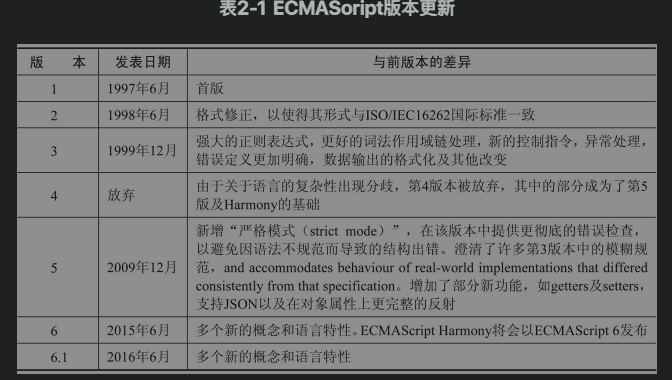 表2-1 ECMASoript版本更新
版 本 发表日期 与前版本的差异
1 1997年6月 首版
2 1998年6月 格式修正，以使得其形式与ISO/IEC16262国际标准一致
强大的正则表达式，更好的词法作用域链处理，新的控制指令，异常处理，
3 1999年12月
错误定义更加明确，数据输出的格式化及其他改变
由于关于语言的复杂性出现分歧，第4版本被放弃，其中的部分成为了第5
4 放弃
版及Harmony的基础
新增“严格模式（strict mode）”，在该版本中提供更彻底的错误检查，
以避免因语法不规范而导致的结构出错。澄清了许多第3版本中的模糊规
5 2009年12月
范，and accommodates behaviour of real-world implementations that differed
consistently from that specification。增加了部分新功能，如getters及setters，
支持JSON以及在对象属性上更完整的反射
6 2015年6月 多个新的概念和语言特性。ECMAScript Harmony将会以ECMAScript 6发布
6.1 2016年6月 多个新的概念和语言特性